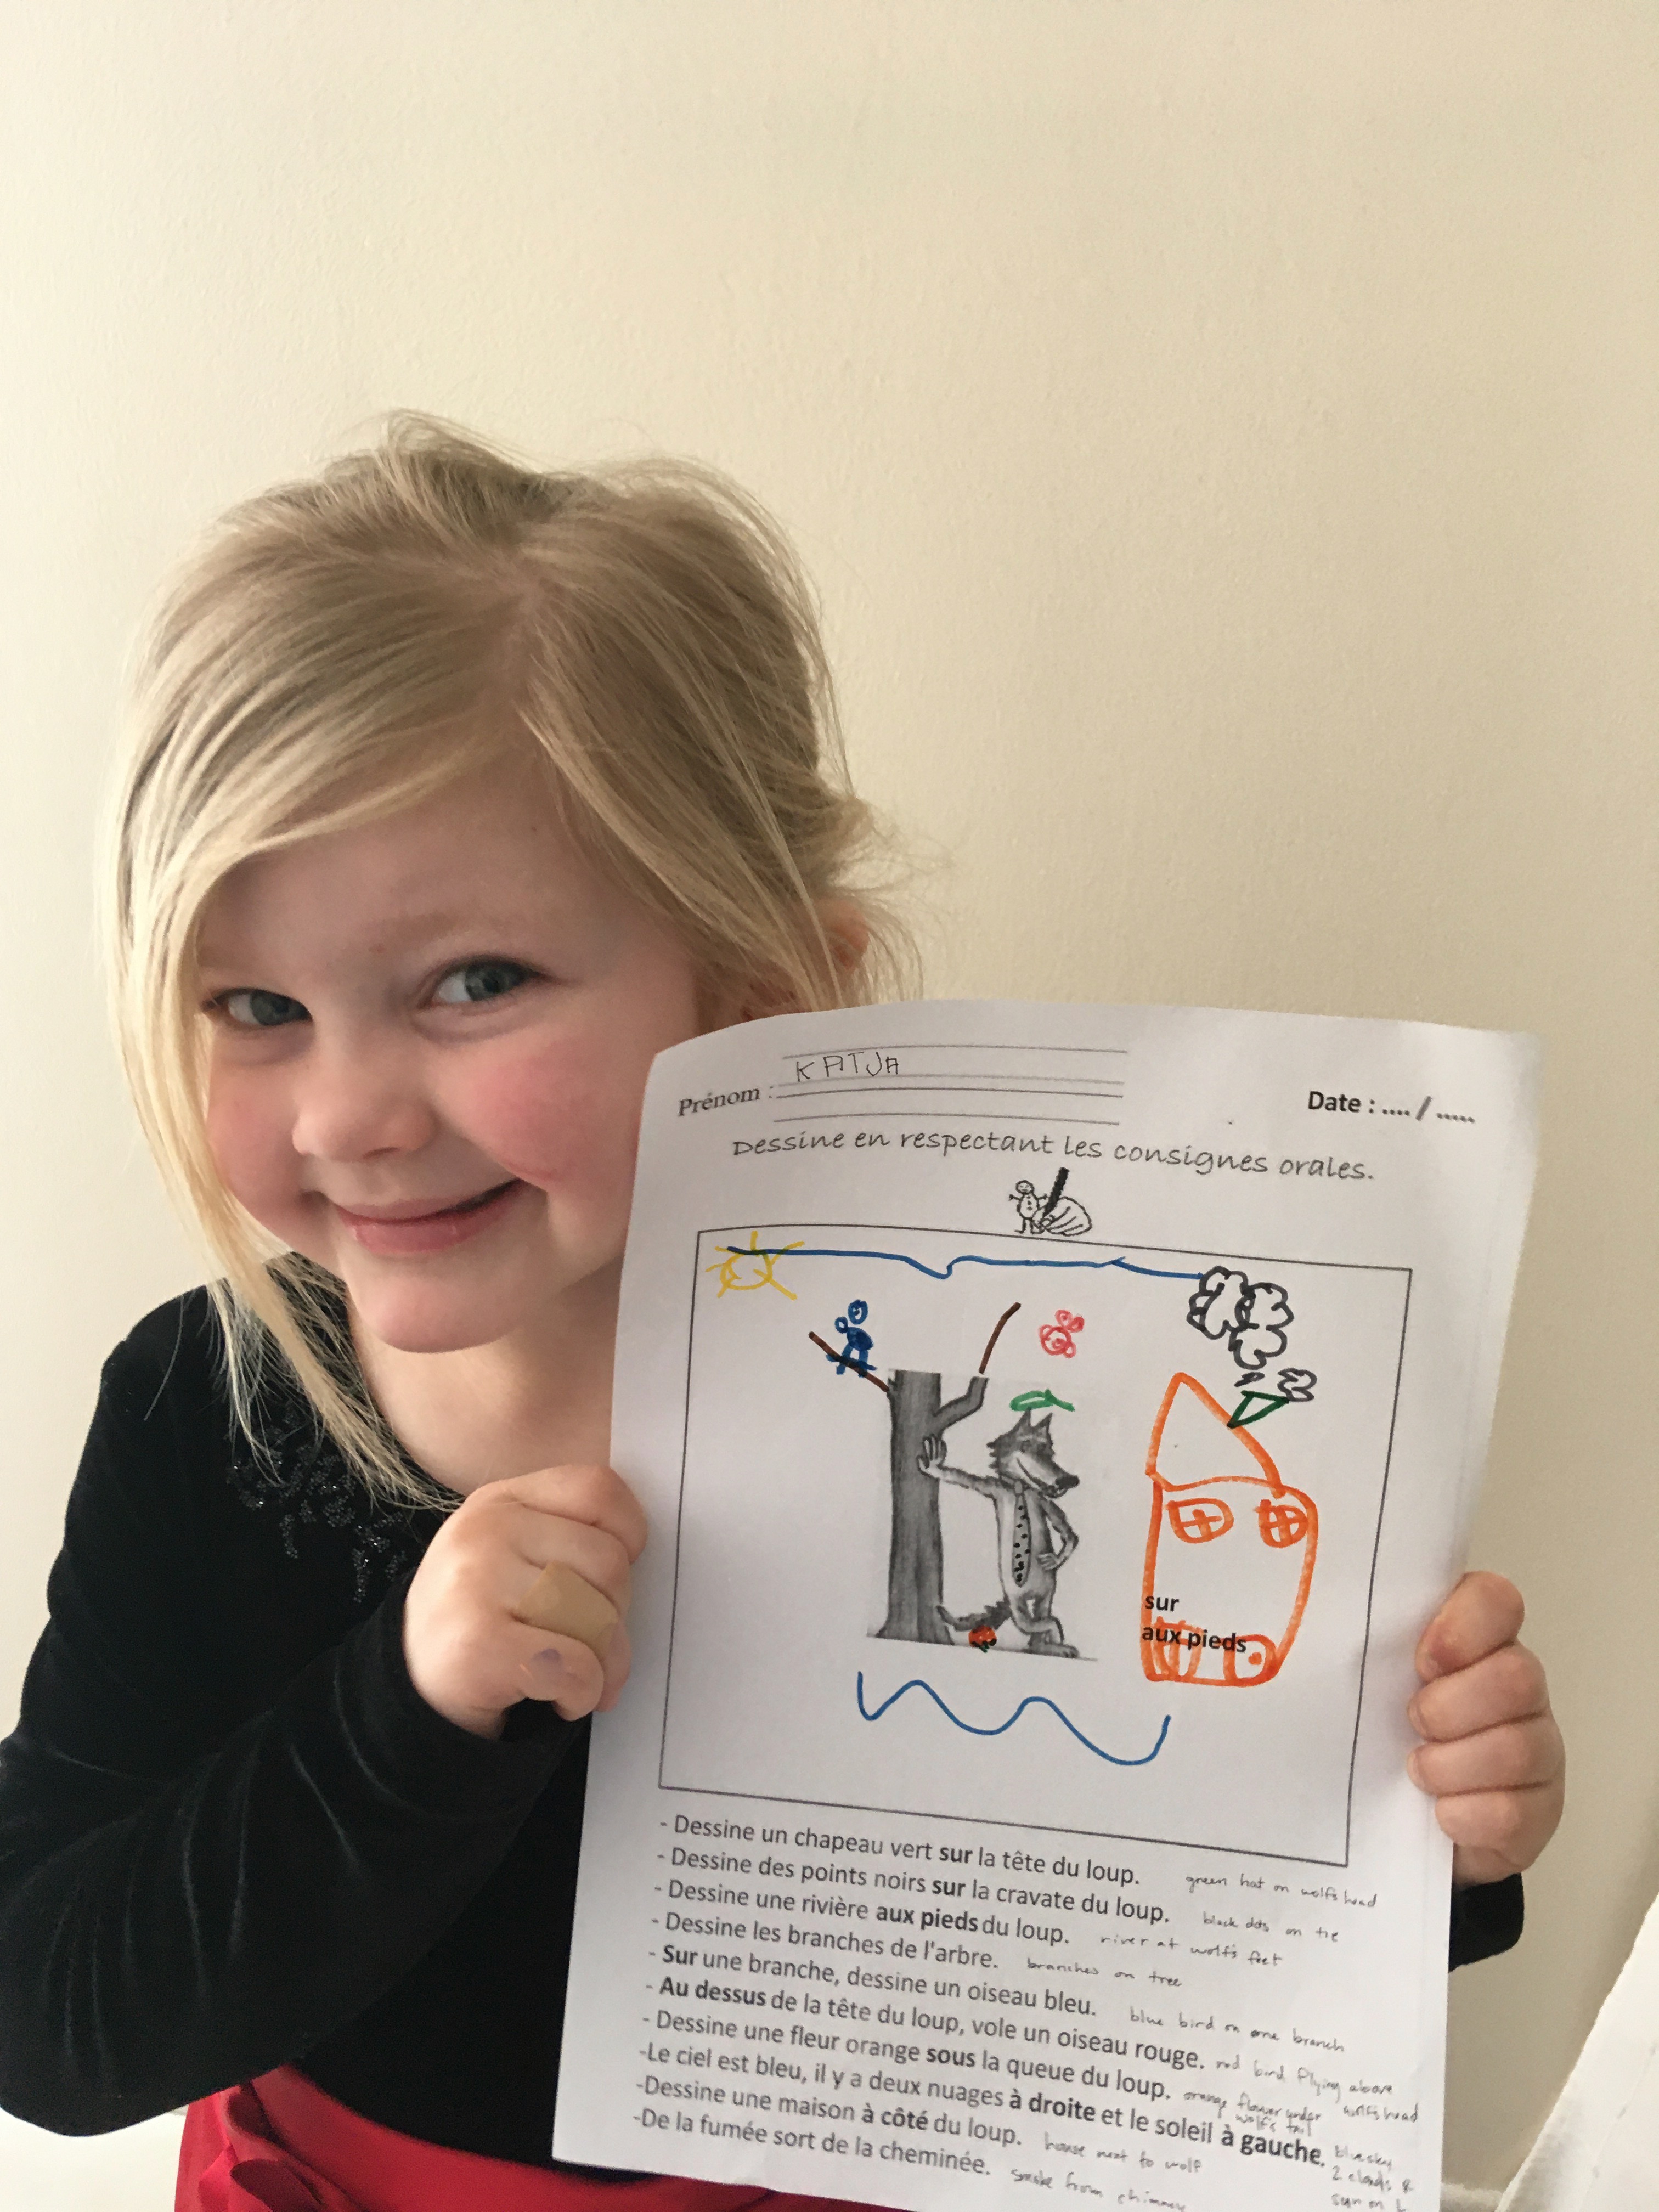 KATJA
Prénom :
Date : .... / .....
Dessine en respectant les consignes orales.
sur
aux pieds
- Dessine un chapeau vert sur la tête du loup. green hat on wolf's head
- Dessine des points noirs sur la cravate du loup. black dots on tie
- Dessine une rivière aux pieds du loup. river at wolf's feet
- Dessine les branches de l'arbre. branches on tree
- Sur une branche, dessine un oiseau bleu. blue bird on one branch
- Au dessus de la tête du loup, vole un oiseau rouge. red bird flying above wolf's head
- Dessine une fleur orange sous la queue du loup. orange flower under wolf's tail
-Le ciel est bleu, il y a deux nuages à droite et le soleil à gauche. blue sky 2 clouds R sun on L
-Dessine une maison à côté du loup. house next to wolf
-De la fumée sort de la cheminée. smoke from chimney